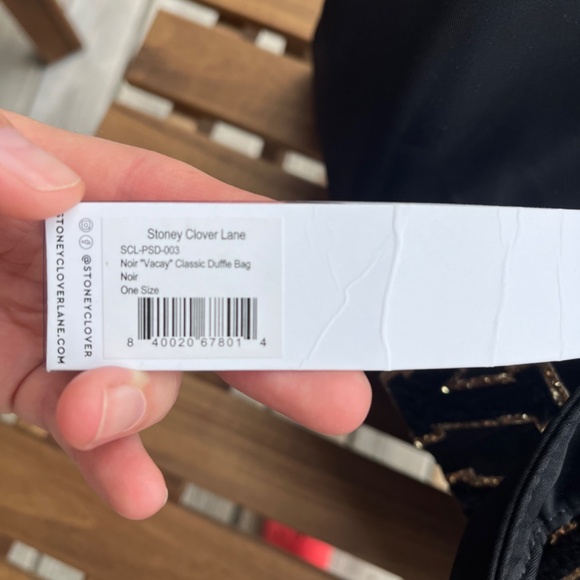 Stoney Clover Lane
SCL-PSD-003
Noir "Vacay" Classic Duffle Bag
Noir
One Size
8 40020 67801 4
@STONEYCLOVER
STONEYCLOVERLANE.COM